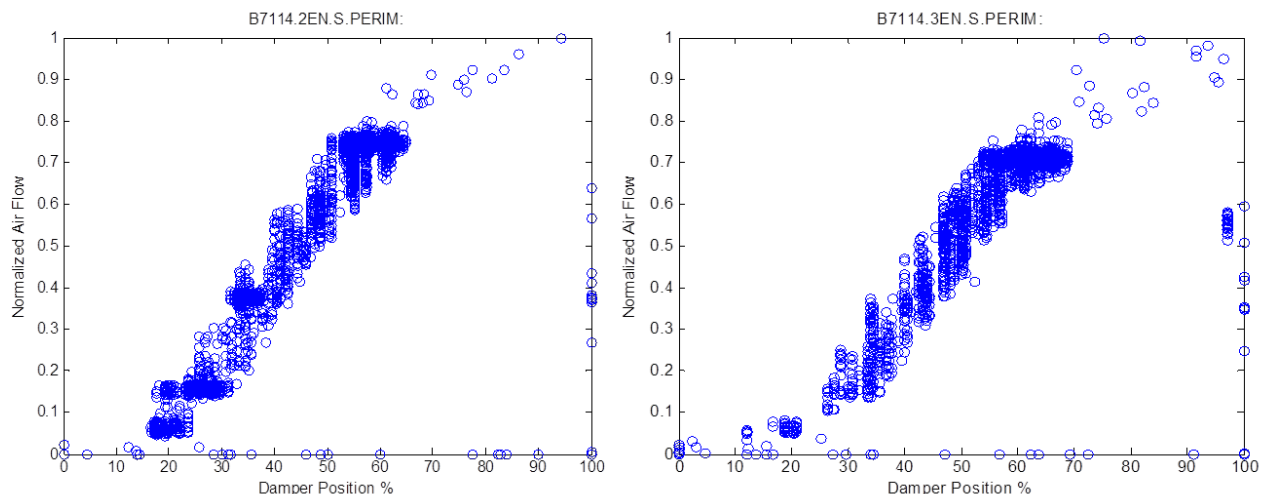 B7114.2EN.S.PERIM:
1
0.9
0.8
0.7
0.6
0.5
0.4
0.3
0.2
0.1
0
Normalized Air Flow
0 10 20 30 40 50 60 70 80 90 100
Damper Position %
B7114.3EN.S.PERIM:
1
0.9
0.8
0.7
0.6
0.5
0.4
0.3
0.2
0.1
0
Normalized Air Flow
0 10 20 30 40 50 60 70 80 90 100
Damper Position %